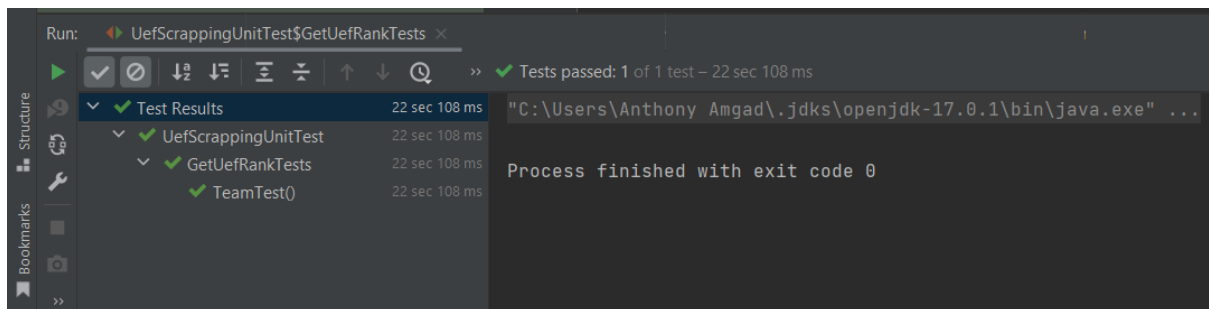 Run: UefScrappingUnitTest$GetUefRankTests ×
>> Tests passed: 1 of 1 test – 22 sec 108 ms
Test Results 22 sec 108 ms
UefScrappingUnitTest 22 sec 108 ms
GetUefRankTests 22 sec 108 ms
TeamTest() 22 sec 108 ms
"C:\Users\Anthony Amgad\.jdks\openjdk-17.0.1\bin\java.exe" ...
Process finished with exit code 0
Structure
Bookmarks
>>